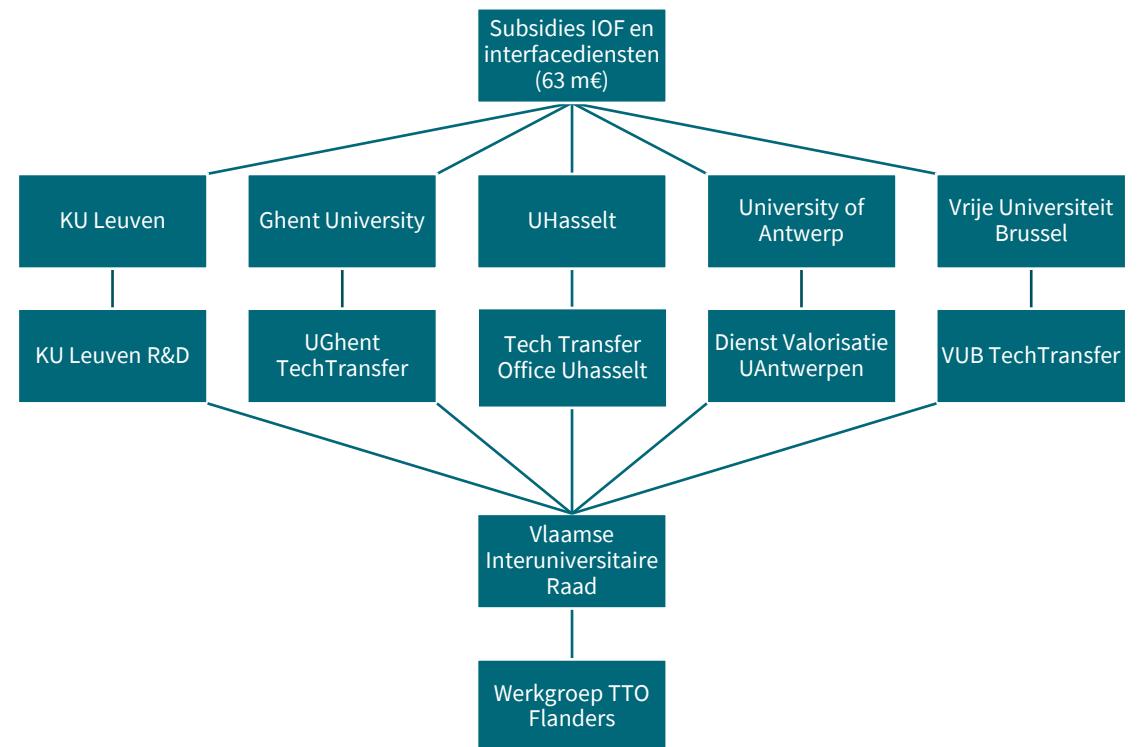 Subsidies IOF en
interfacediensten
(63 m€)
KU Leuven
Ghent University
UHasselt
University of
Antwerp
Vrije Universiteit
Brussel
KU Leuven R&D
UGhent
TechTransfer
Tech Transfer
Office Uhasselt
Dienst Valorisatie
UAntwerpen
VUB TechTransfer
Vlaamse
Interuniversitaire
Raad
Werkgroep TTO
Flanders